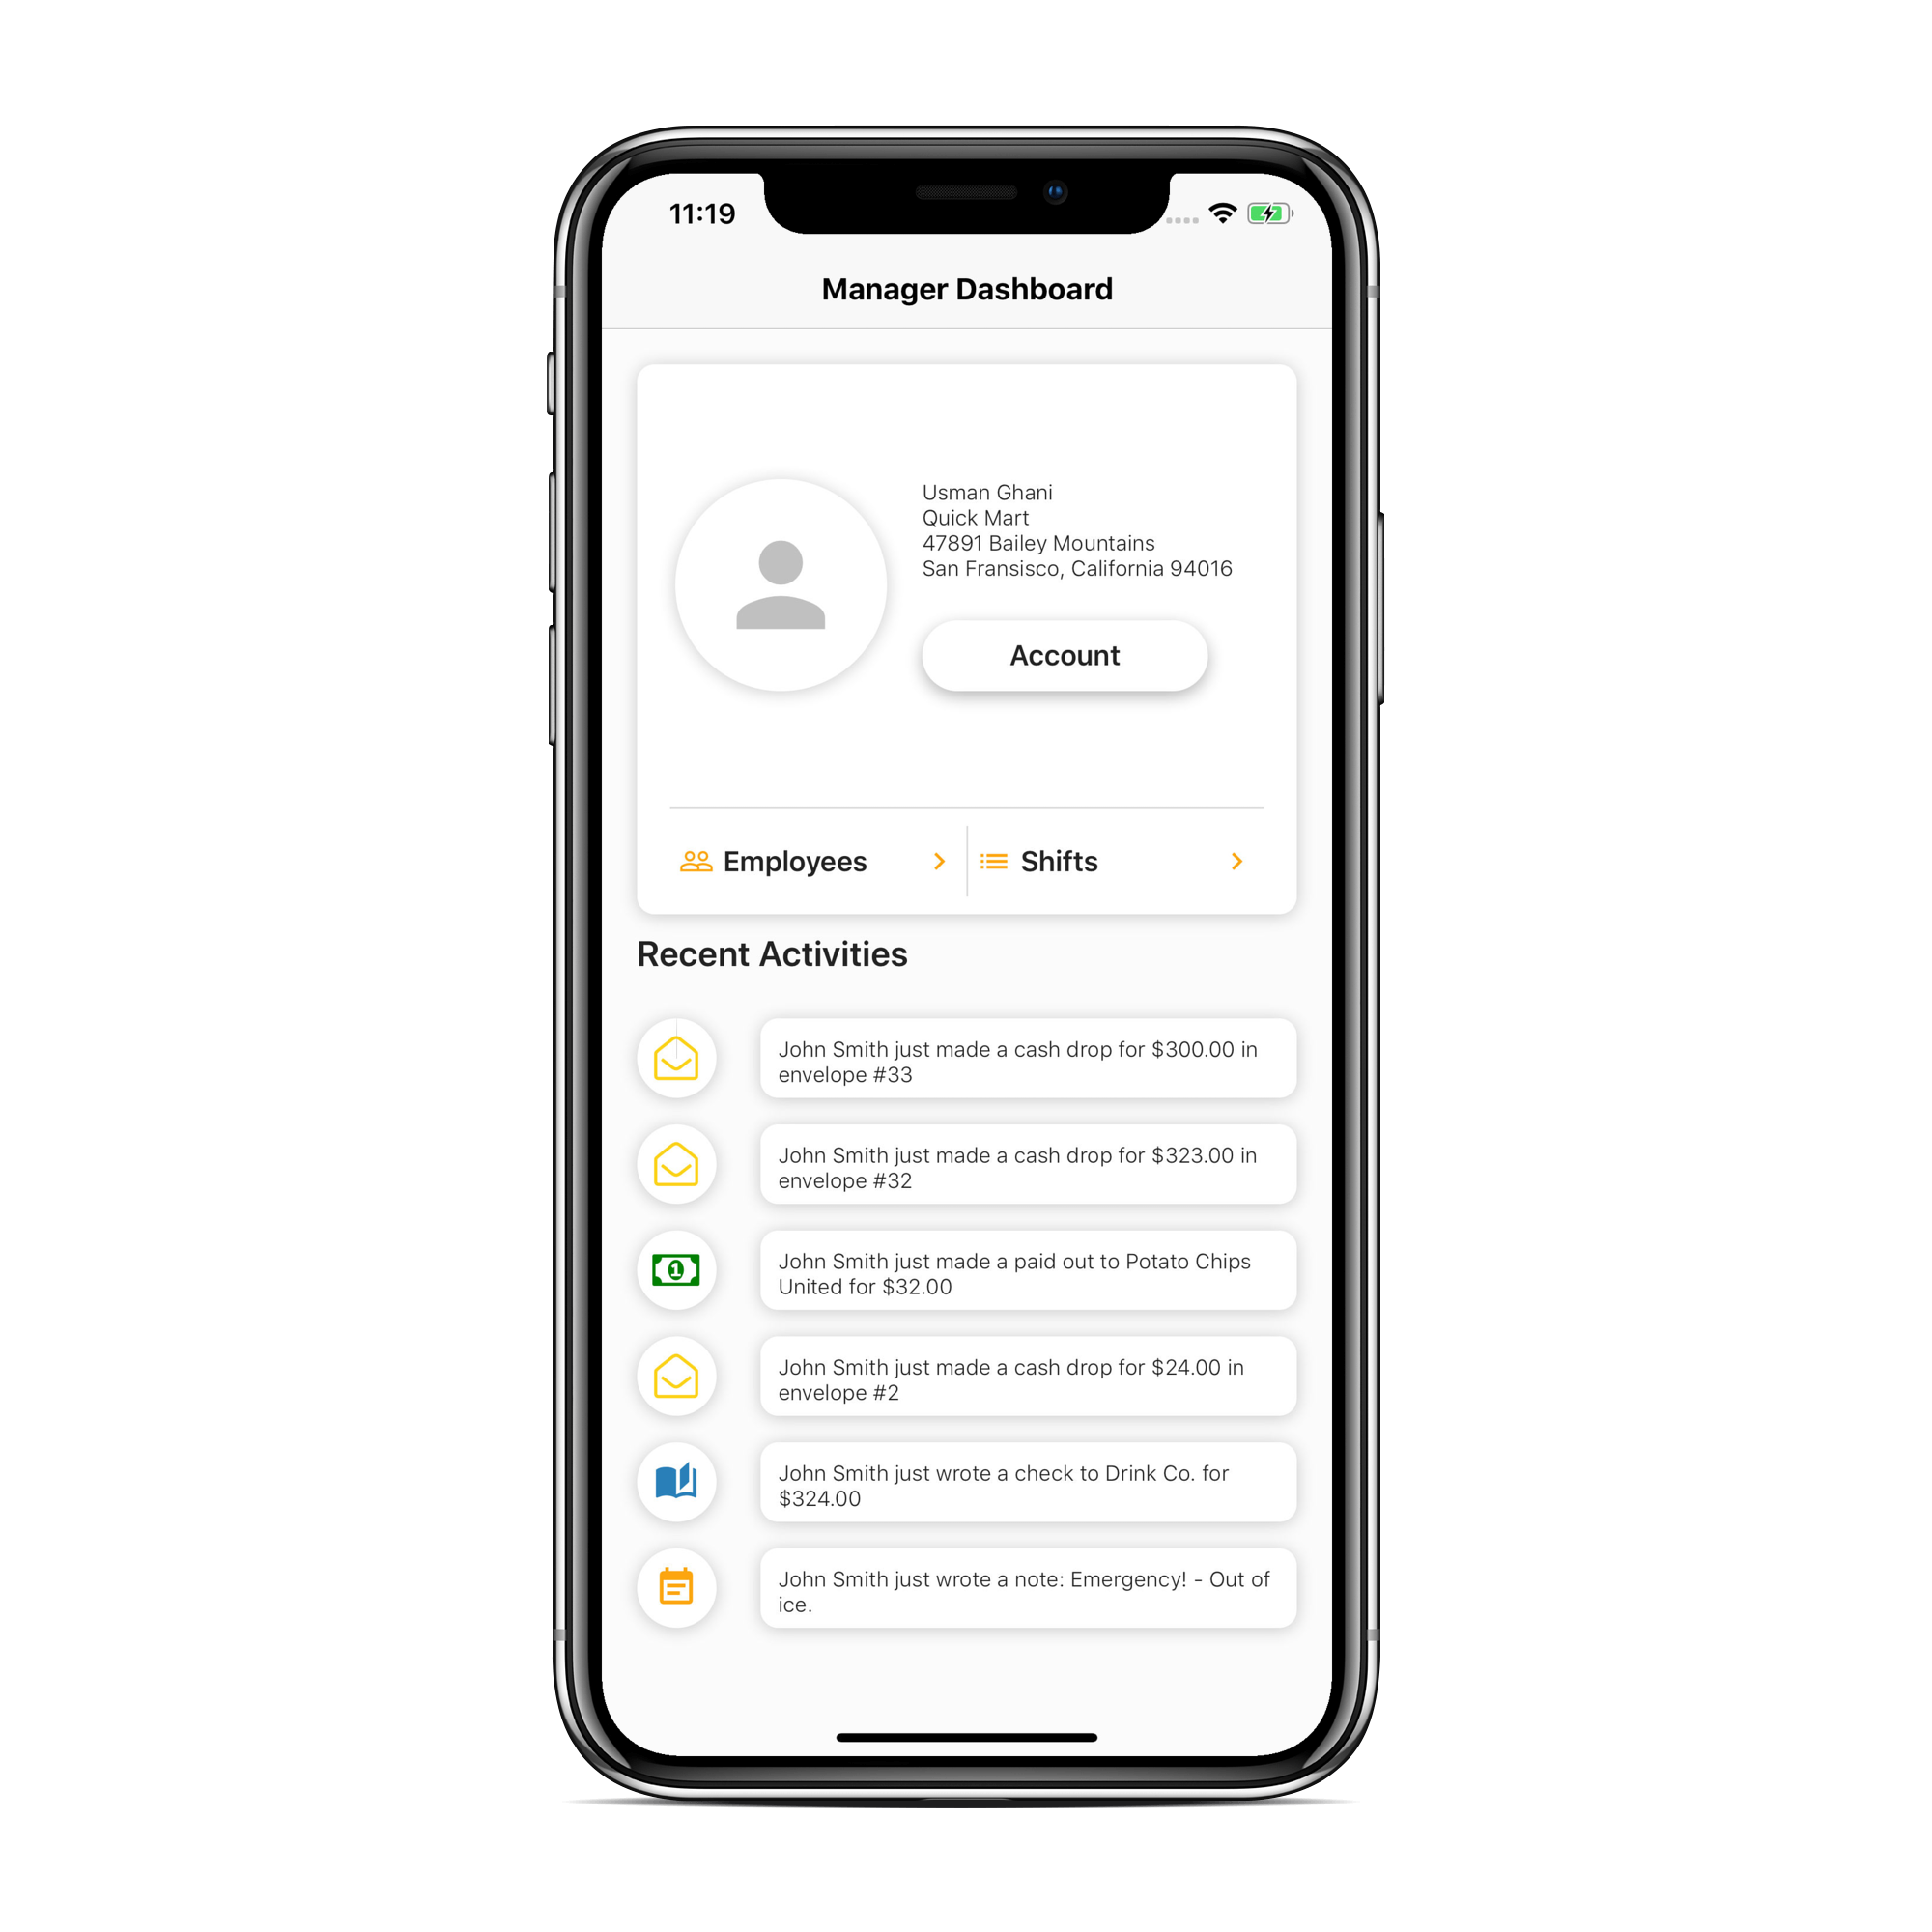 11:19
Manager Dashboard
Usman Ghani
Quick Mart
47891 Bailey Mountains
San Fransisco, California 94016
Account
Employees
Shifts
Recent Activities
John Smith just made a cash drop for $300.00 in
envelope #33
John Smith just made a cash drop for $323.00 in
envelope #32
1
John Smith just made a paid out to Potato Chips
United for $32.00
John Smith just made a cash drop for $24.00 in
envelope #2
John Smith just wrote a check to Drink Co. for
$324.00
John Smith just wrote a note: Emergency! - Out of
ice.